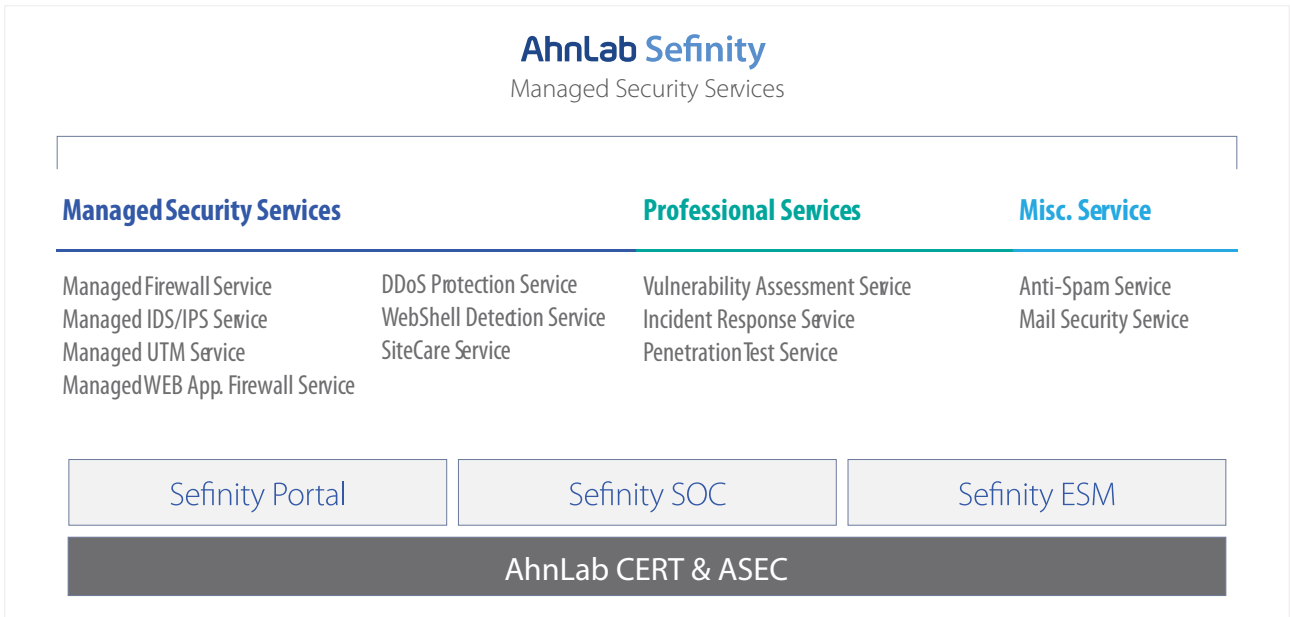 AhnLab Sefinity
Managed Security Services
Managed Security Services
Managed Firewall Service
Managed IDS/IPS Service
Managed UTM Service
Managed WEB App. Firewall Service
DDoS Protection Service
WebShell Detection Service
SiteCare Service
Professional Services
Vulnerability Assessment Service
Incident Response Service
Penetration Test Service
Misc. Service
Anti-Spam Service
Mail Security Service
Sefinity Portal
Sefinity SOC
Sefinity ESM
AhnLab CERT & ASEC